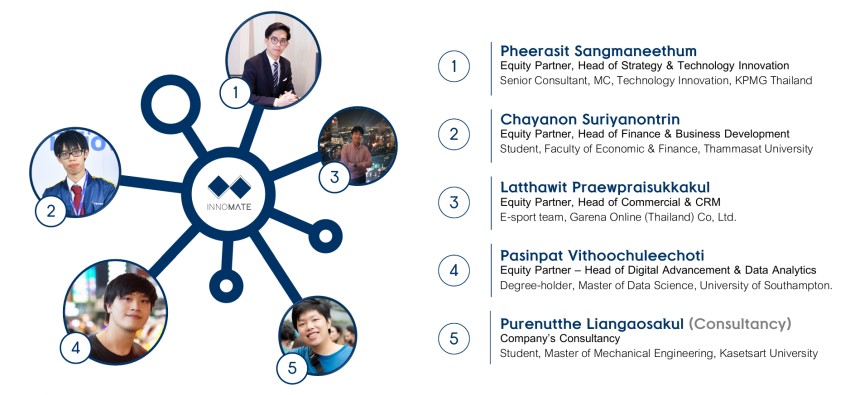 1
2
3
4
5
INNOMATE
1
Pheerasit Sangmaneethum
Equity Partner, Head of Strategy & Technology Innovation
Senior Consultant, MC, Technology Innovation, KPMG Thailand
2
Chayanon Suriyanontrin
Equity Partner, Head of Finance & Business Development
Student, Faculty of Economic & Finance, Thammasat University
3
Latthawit Praewpraisukkakul
Equity Partner, Head of Commercial & CRM
E-sport team, Garena Online (Thailand) Co, Ltd.
4
Pasinpat Vithoochuleechoti
Equity Partner – Head of Digital Advancement & Data Analytics
Degree-holder, Master of Data Science, University of Southampton.
5
Purenutthe Liangaosakul (Consultancy)
Company's Consultancy
Student, Master of Mechanical Engineering, Kasetsart University